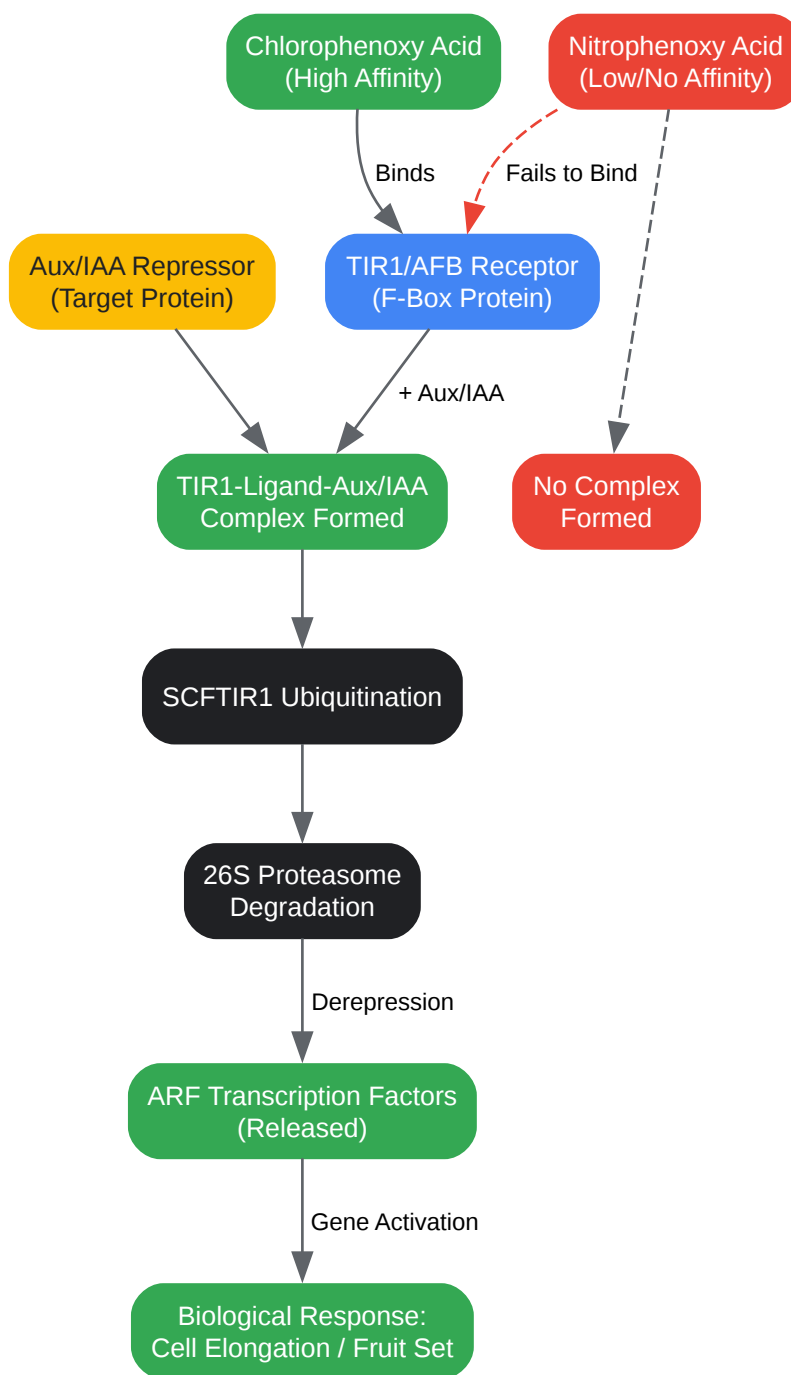 Chlorophenoxy Acid
(High Affinity)
Nitrophenoxy Acid
(Low/No Affinity)
Binds
Fails to Bind
Aux/IAA Repressor
(Target Protein)
TIR1/AFB Receptor
(F-Box Protein)
+ Aux/IAA
TIR1-Ligand-Aux/IAA
Complex Formed
No Complex
Formed
SCFTIR1 Ubiquitination
26S Proteasome
Degradation
Derepression
ARF Transcription Factors
(Released)
Gene Activation
Biological Response:
Cell Elongation / Fruit Set